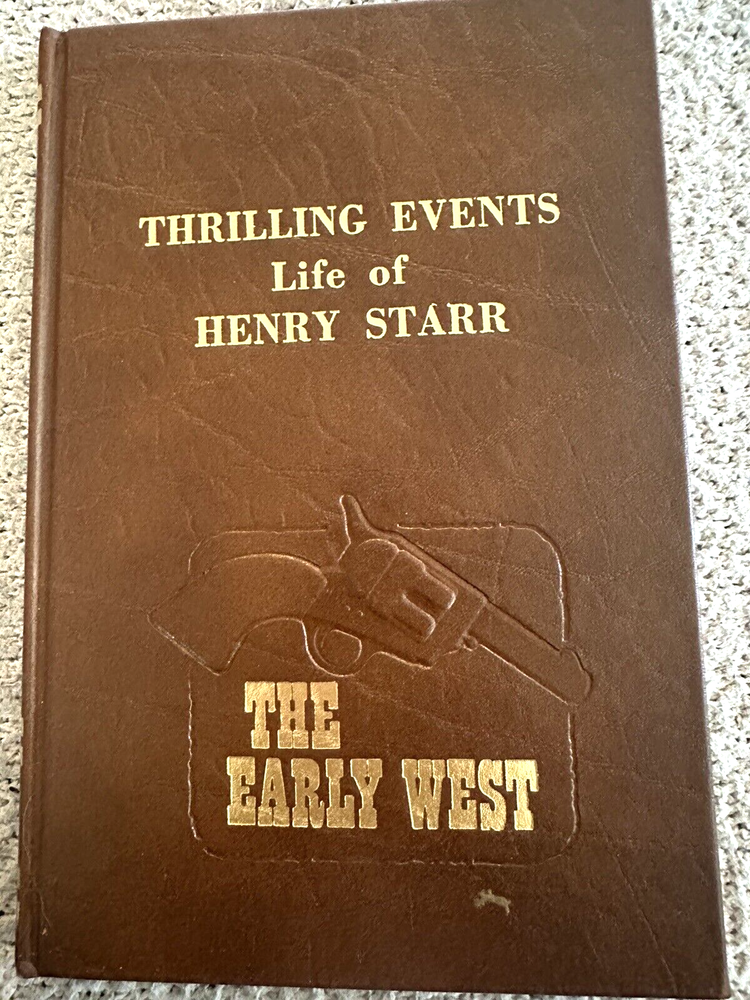 THRILLING EVENTS
Life of
HENRY STARR
THE
EARLY WEST